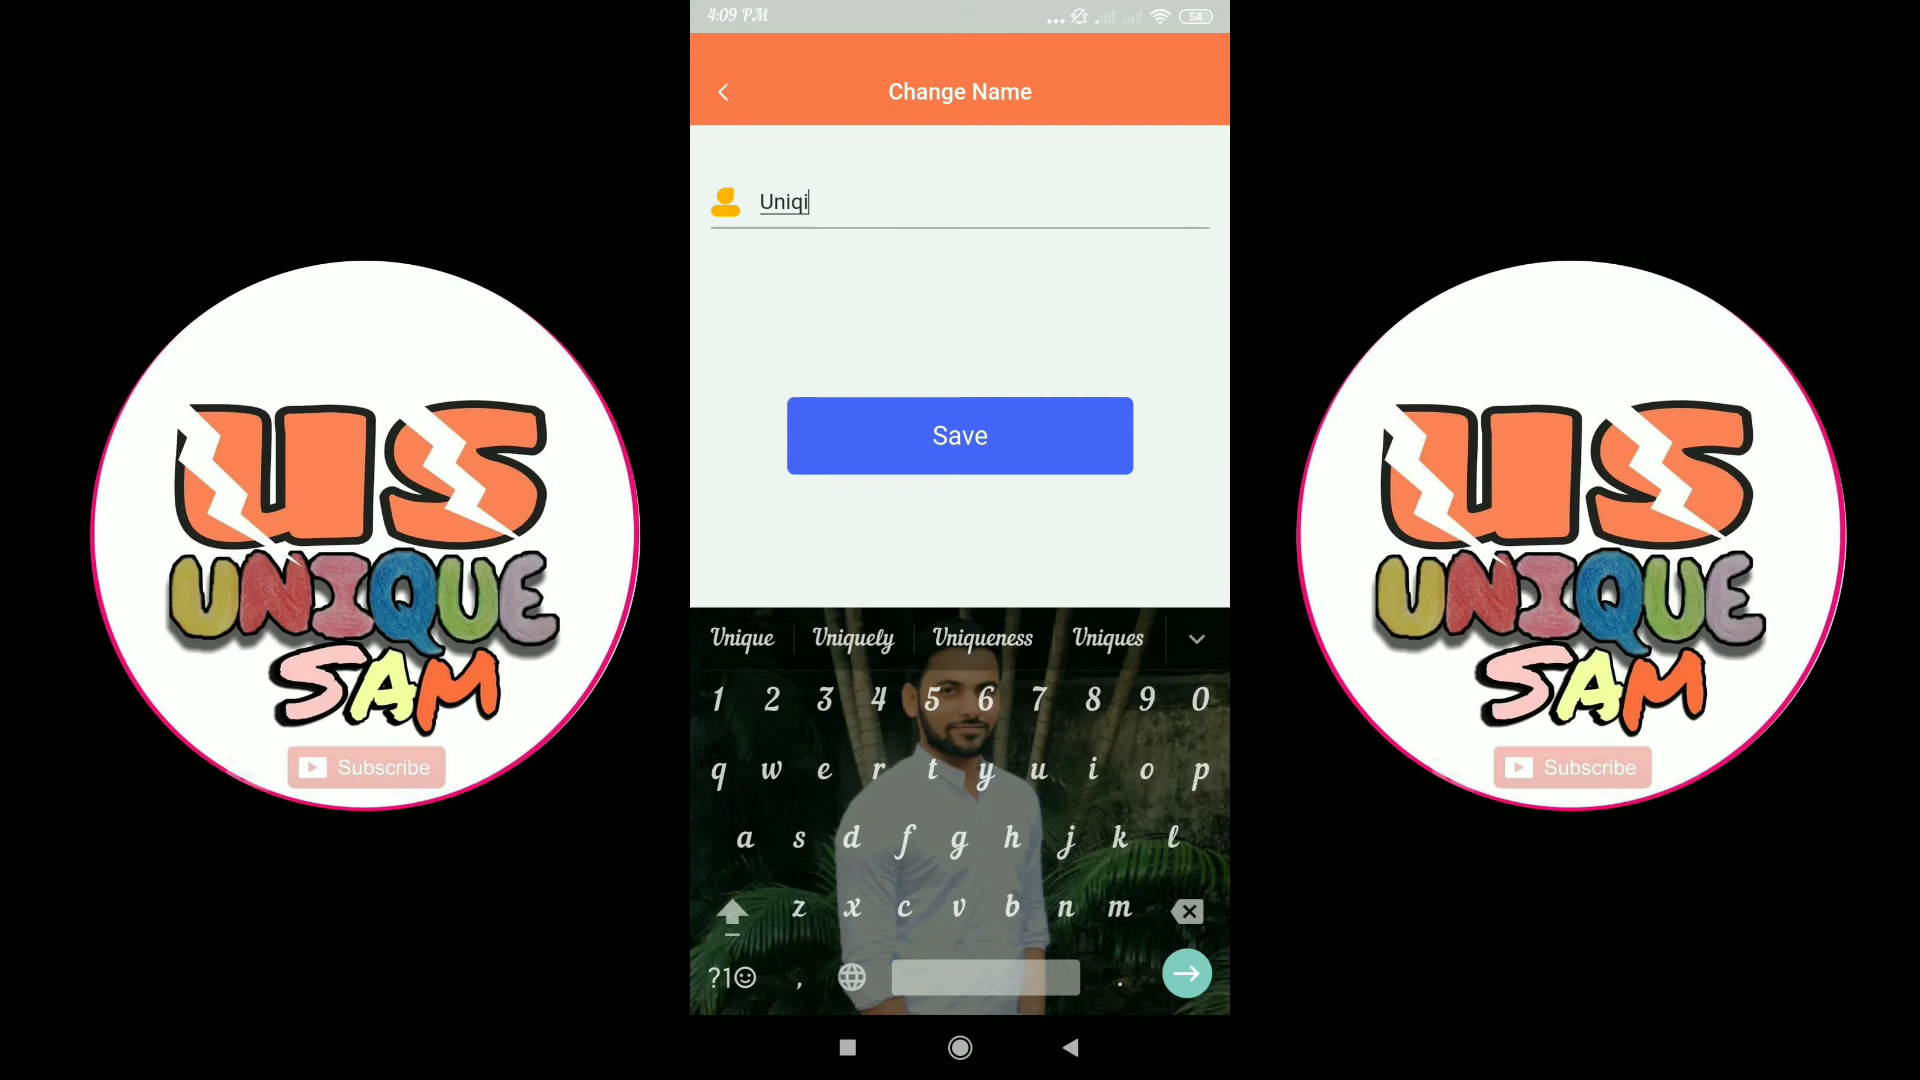 4:09 PM
54
Change Name
Uniqi
Save
Unique Uniquely Uniqueness Uniques
1 2 3 4 5 6 7 8 9 0
q w e r t y u i o p
a s d f g h j k l
z x c v b n m
?1 , .
US
UNIQUE
SAM
Subscribe
US
UNIQUE
SAM
Subscribe